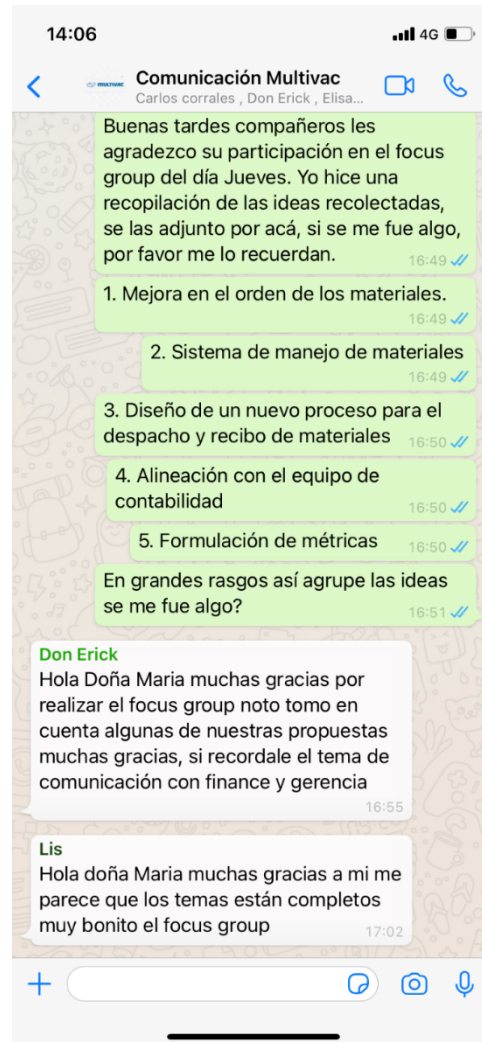 14:06
4G
MULTIVAC
Comunicación Multivac
Carlos corrales , Don Erick , Elisa...
Buenas tardes compañeros les
agradezco su participación en el focus
group del día Jueves. Yo hice una
recopilación de las ideas recolectadas,
se las adjunto por acá, si se me fue algo,
por favor me lo recuerdan.
16:49
1. Mejora en el orden de los materiales.
16:49
2. Sistema de manejo de materiales
16:49
3. Diseño de un nuevo proceso para el
despacho y recibo de materiales
16:50
4. Alineación con el equipo de
contabilidad
16:50
5. Formulación de métricas
16:50
En grandes rasgos así agrupe las ideas
se me fue algo?
16:51
Don Erick
Hola Doña Maria muchas gracias por
realizar el focus group noto tomo en
cuenta algunas de nuestras propuestas
muchas gracias, si recordale el tema de
comunicación con finance y gerencia
16:55
Lis
Hola doña Maria muchas gracias a mi me
parece que los temas están completos
muy bonito el focus group
17:02